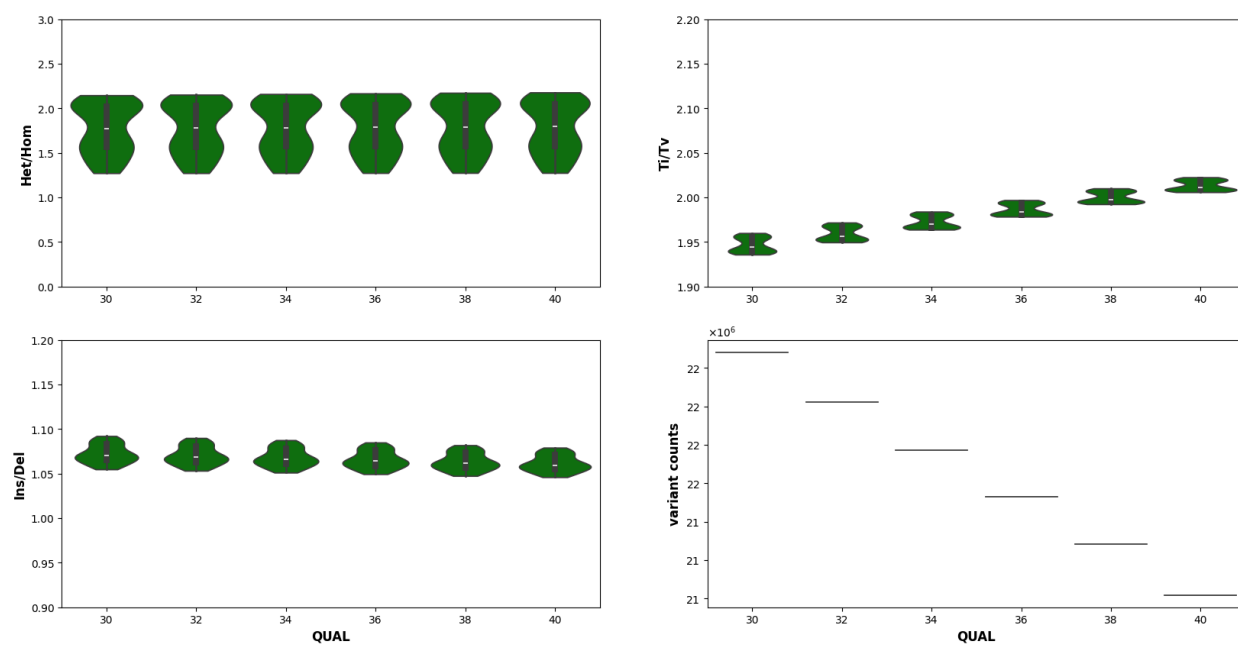 3.0
2.5
2.0
1.5
1.0
0.5
0.0
Het/Hom
30 32 34 36 38 40
2.20
2.15
2.10
2.05
2.00
1.95
1.90
Ti/Tv
30 32 34 36 38 40
1.20
1.15
1.10
1.05
1.00
0.95
0.90
Ins/Del
30 32 34 36 38 40
QUAL
×10⁶
22
22
22
22
21
21
21
variant counts
30 32 34 36 38 40
QUAL